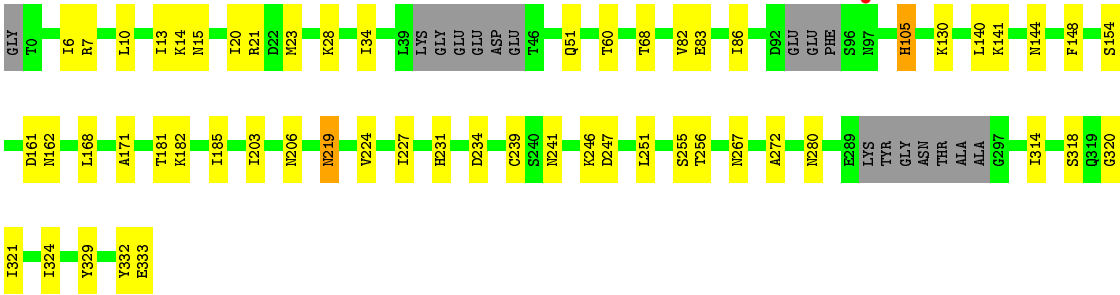 GLY T0 I6 R7 L10 I13 K14 N15 I20 R21 D22 M23 K28 I34 L39 LYS GLY GLU GLU ASP GLU T46 Q51 T60 T68 V82 E83 I86 D92 GLU GLU PHE S96 N97 H105 K130 L140 K141 N144 F148 S154
D161 N162 L168 A171 T181 K182 I185 I203 N206 N219 V224 I227 H231 D234 C239 S240 N241 K246 D247 L251 S255 T256 N267 A272 N280 E289 LYS TYR GLY ASN THR ALA ALA G297 I314 S318 Q319 G320
I321 I324 Y329 Y332 E333